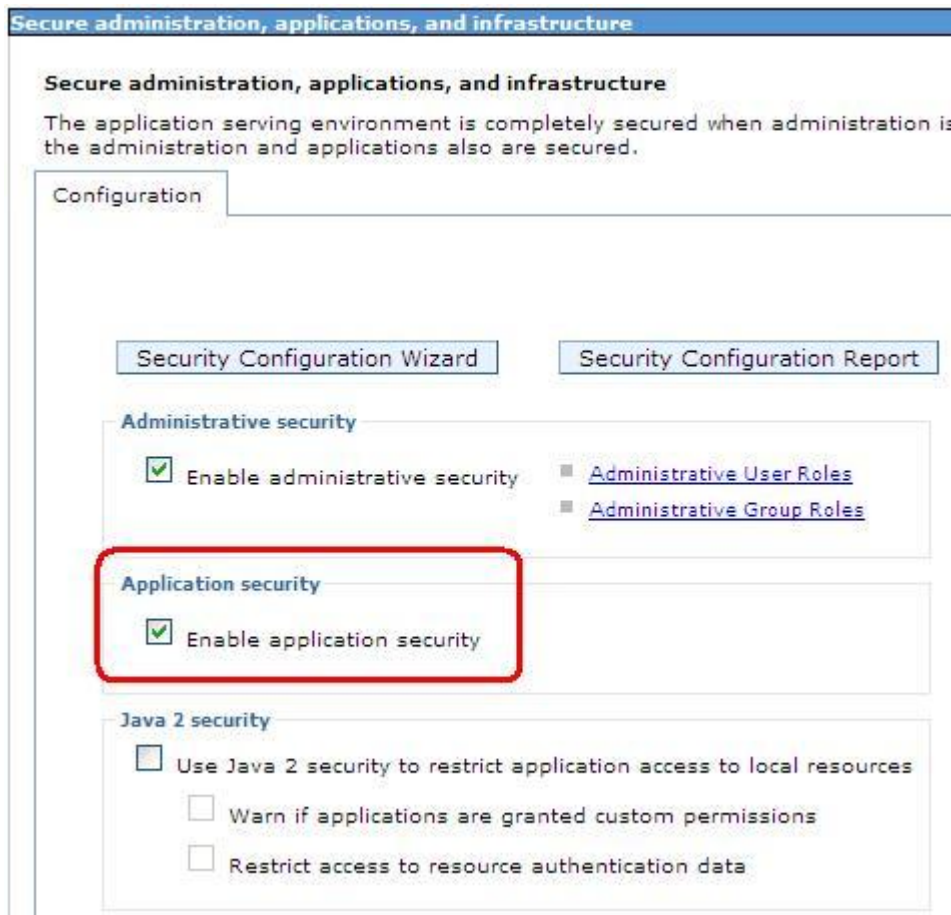 Secure administration, applications, and infrastructure
Secure administration, applications, and infrastructure
The application serving environment is completely secured when administration is
the administration and applications also are secured.
Configuration
Security Configuration Wizard
Security Configuration Report
Administrative security
Enable administrative security
Administrative User Roles
Administrative Group Roles
Application security
Enable application security
Java 2 security
Use Java 2 security to restrict application access to local resources
Warn if applications are granted custom permissions
Restrict access to resource authentication data